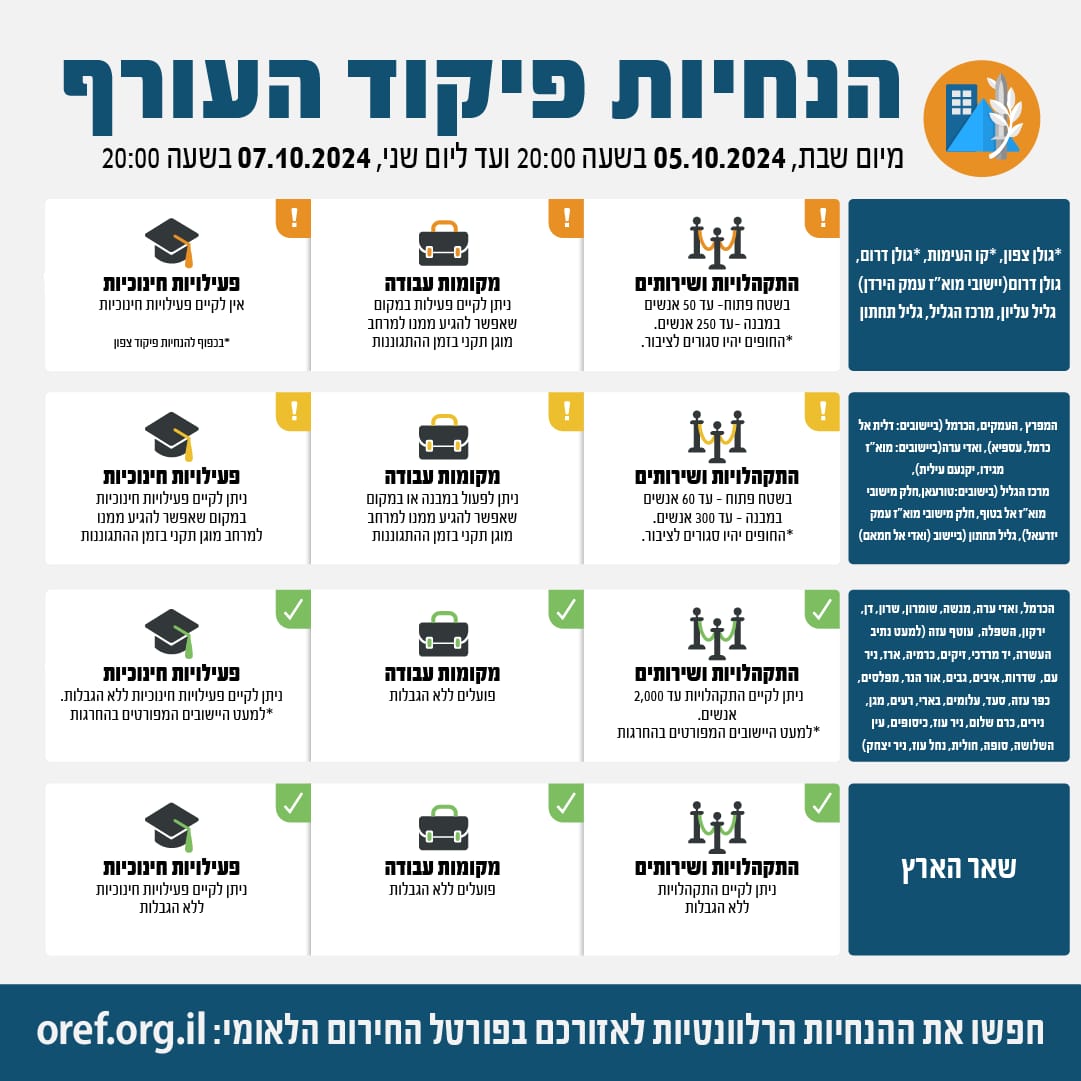 הנחיות פיקוד העורף
מיום שבת, 05.10.2024 בשעה 20:00 ועד ליום שני, 07.10.2024 בשעה 20:00
*גולן צפון, *קו העימות, *גולן דרום,
גולן דרום(יישובי מוא"ז עמק הירדן)
גליל עליון, מרכז הגליל, גליל תחתון
!
התקהלויות ושירותים
בשטח פתוח- עד 50 אנשים
במבנה -עד 250 אנשים.
*החופים יהיו סגורים לציבור.
!
מקומות עבודה
ניתן לקיים פעילות במקום
שאפשר להגיע ממנו למרחב
מוגן תקני בזמן ההתגוננות
!
פעילויות חינוכיות
אין לקיים פעילויות חינוכיות
*בכפוף להנחיות פיקוד צפון
המפרץ , העמקים, הכרמל (ביישובים: דלית אל
כרמל, עספיא), ואדי ערה(ביישובים: מוא"ז
מגידו, יקנעם עילית),
מרכז הגליל (בישובים:טורעאן,חלק מישובי
מוא"ז אל בטוף, חלק מישובי מוא"ז עמק
יזרעאל), גליל תחתון (ביישוב (ואדי אל חמאם)
!
התקהלויות ושירותים
בשטח פתוח - עד 60 אנשים
במבנה - עד 300 אנשים.
*החופים יהיו סגורים לציבור.
!
מקומות עבודה
ניתן לפעול במבנה או במקום
שאפשר להגיע ממנו למרחב
מוגן תקני בזמן ההתגוננות
!
פעילויות חינוכיות
ניתן לקיים פעילויות חינוכיות
במקום שאפשר להגיע ממנו
למרחב מוגן תקני בזמן ההתגוננות
הכרמל, ואדי ערה, מנשה, שומרון, שרון, דן,
ירקון, השפלה, עוטף עזה (למעט נתיב
העשרה, יד מרדכי, זיקים, כרמיה, ארז, ניר
עם, שדרות, איבים, גבים, אור הנר, מפלסים,
כפר עזה, סעד, עלומים, בארי, רעים, מגן,
נירים, כרם שלום, ניר עוז, כיסופים, עין
השלושה, סופה, חולית, נחל עוז, ניר יצחק)
התקהלויות ושירותים
ניתן לקיים התקהלויות עד 2,000
אנשים.
*למעט היישובים המפורטים בהחרגות
מקומות עבודה
פועלים ללא הגבלות
פעילויות חינוכיות
ניתן לקיים פעילויות חינוכיות ללא הגבלות.
*למעט היישובים המפורטים בהחרגות
שאר הארץ
התקהלויות ושירותים
ניתן לקיים התקהלויות
ללא הגבלות
מקומות עבודה
פועלים ללא הגבלות
פעילויות חינוכיות
ניתן לקיים פעילויות חינוכיות
ללא הגבלות
חפשו את ההנחיות הרלוונטיות לאזורכם בפורטל החירום הלאומי: oref.org.il